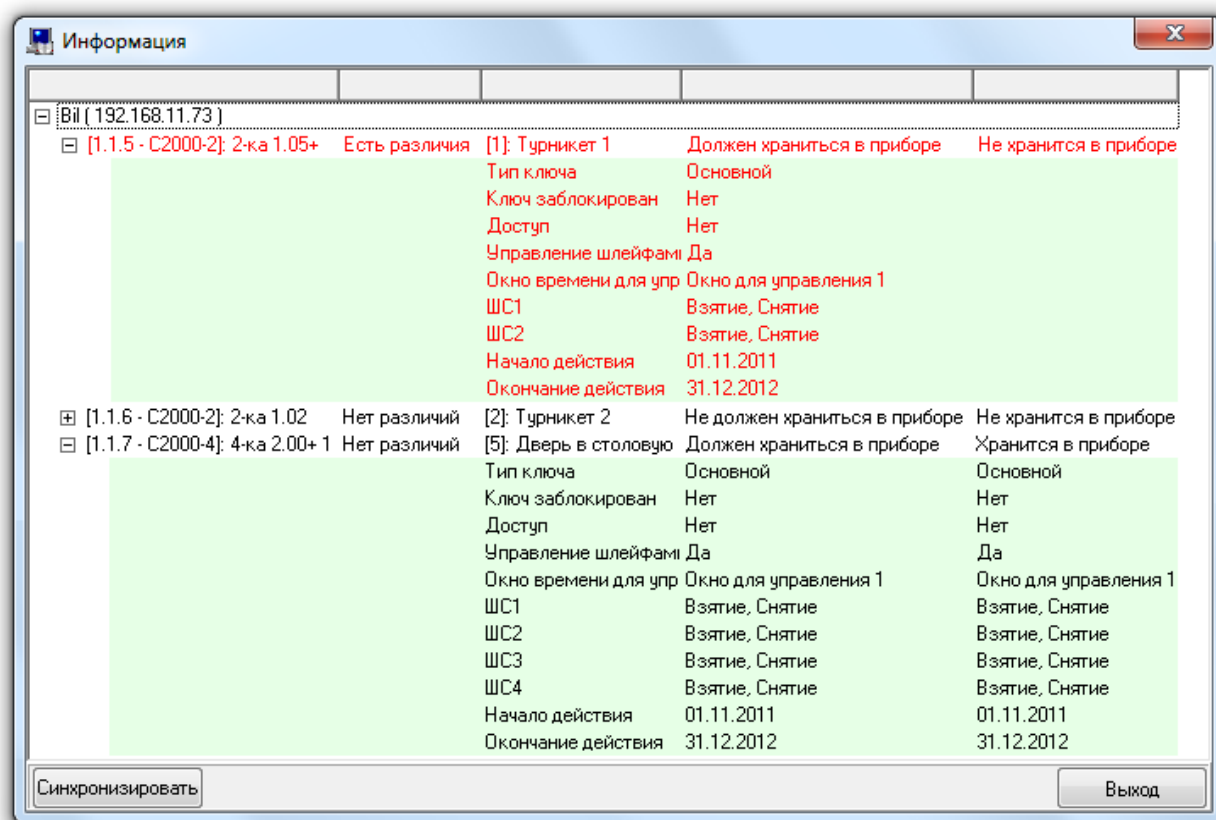 Информация
Bil ( 192.168.11.73 )
[1.1.5 - С2000-2]: 2-ка 1.05+ Есть различия [1]: Турникет 1 Должен храниться в приборе Не хранится в приборе
Тип ключа Основной
Ключ заблокирован Нет
Доступ Нет
Управление шлейфами Да
Окно времени для упр Окно для управления 1
ШС1 Взятие, Снятие
ШС2 Взятие, Снятие
Начало действия 01.11.2011
Окончание действия 31.12.2012
[1.1.6 - С2000-2]: 2-ка 1.02 Нет различий [2]: Турникет 2 Не должен храниться в приборе Не хранится в приборе
[1.1.7 - С2000-4]: 4-ка 2.00+ 1 Нет различий [5]: Дверь в столовую Должен храниться в приборе Хранится в приборе
Тип ключа Основной Основной
Ключ заблокирован Нет Нет
Доступ Нет Нет
Управление шлейфами Да Да
Окно времени для упр Окно для управления 1 Окно для управления 1
ШС1 Взятие, Снятие Взятие, Снятие
ШС2 Взятие, Снятие Взятие, Снятие
ШС3 Взятие, Снятие Взятие, Снятие
ШС4 Взятие, Снятие Взятие, Снятие
Начало действия 01.11.2011 01.11.2011
Окончание действия 31.12.2012 31.12.2012
Синхронизировать Выход